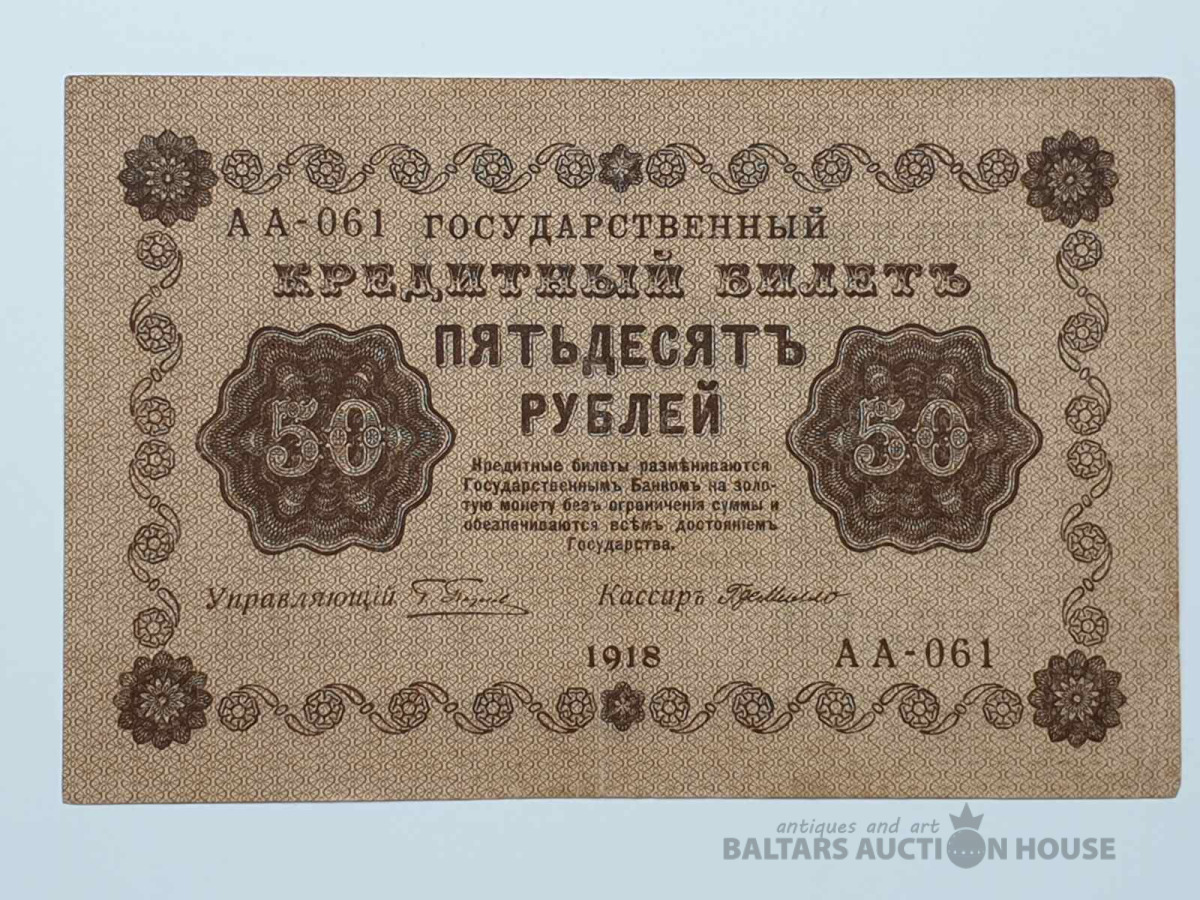 АА-061 ГОСУДАРСТВЕННЫЙ
КРЕДИТНЫЙ БИЛЕТЪ
ПЯТЬДЕСЯТЪ
РУБЛЕЙ
50
50
Кредитные билеты размѣниваются
Государственнымъ Банкомъ на золо-
тую монету безъ ограниченія суммы и
обезпечиваются всѣмъ достояніемъ
Государства.
Управляющій
Кассиръ
1918
АА-061
antiques and art
BALTARS AUCTION HOUSE